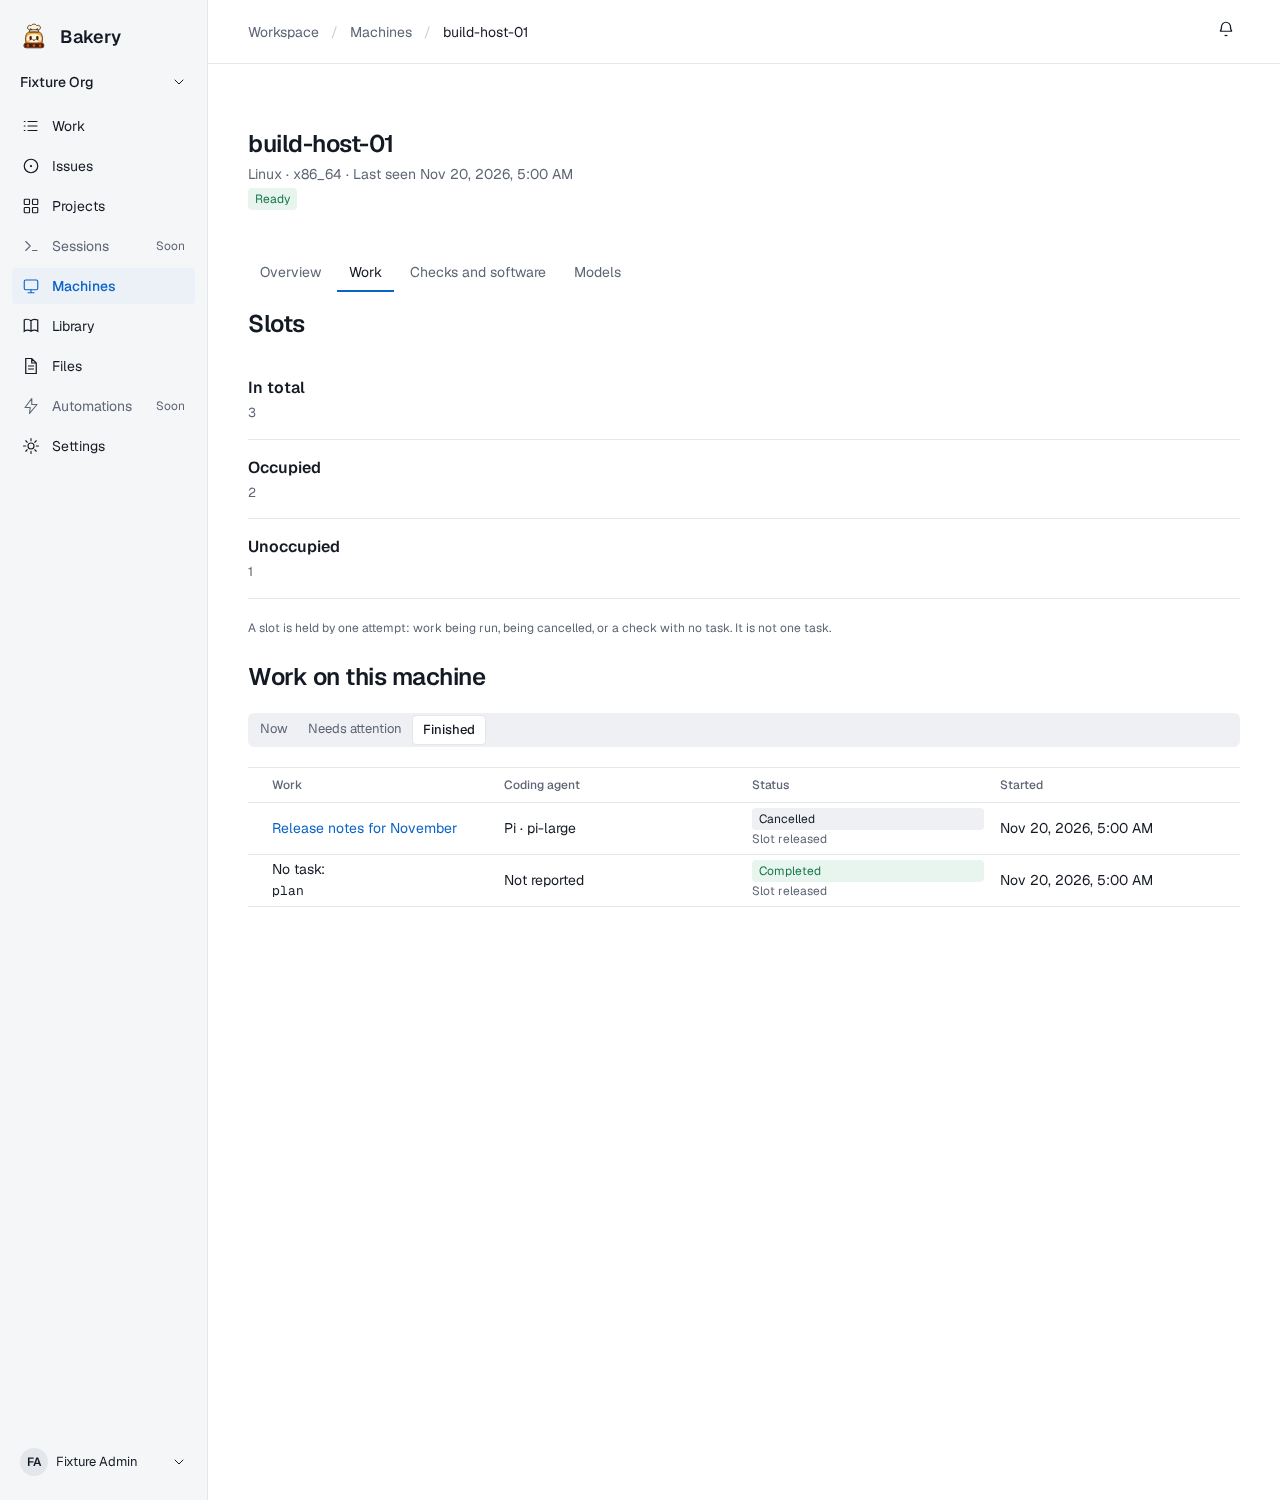 Bakery
Fixture Org
Work
Issues
Projects
Sessions Soon
Machines
Library
Files
Automations Soon
Settings
Fixture Admin
FA
Workspace / Machines / build-host-01
build-host-01
Linux · x86_64 · Last seen Nov 20, 2026, 5:00 AM
Ready
Overview Work Checks and software Models
Slots
In total
3
Occupied
2
Unoccupied
1
A slot is held by one attempt: work being run, being cancelled, or a check with no task. It is not one task.
Work on this machine
Now Needs attention Finished
Work Coding agent Status Started
Release notes for November Pi · pi-large Cancelled Nov 20, 2026, 5:00 AM
Slot released
No task: Not reported Completed Nov 20, 2026, 5:00 AM
plan Slot released